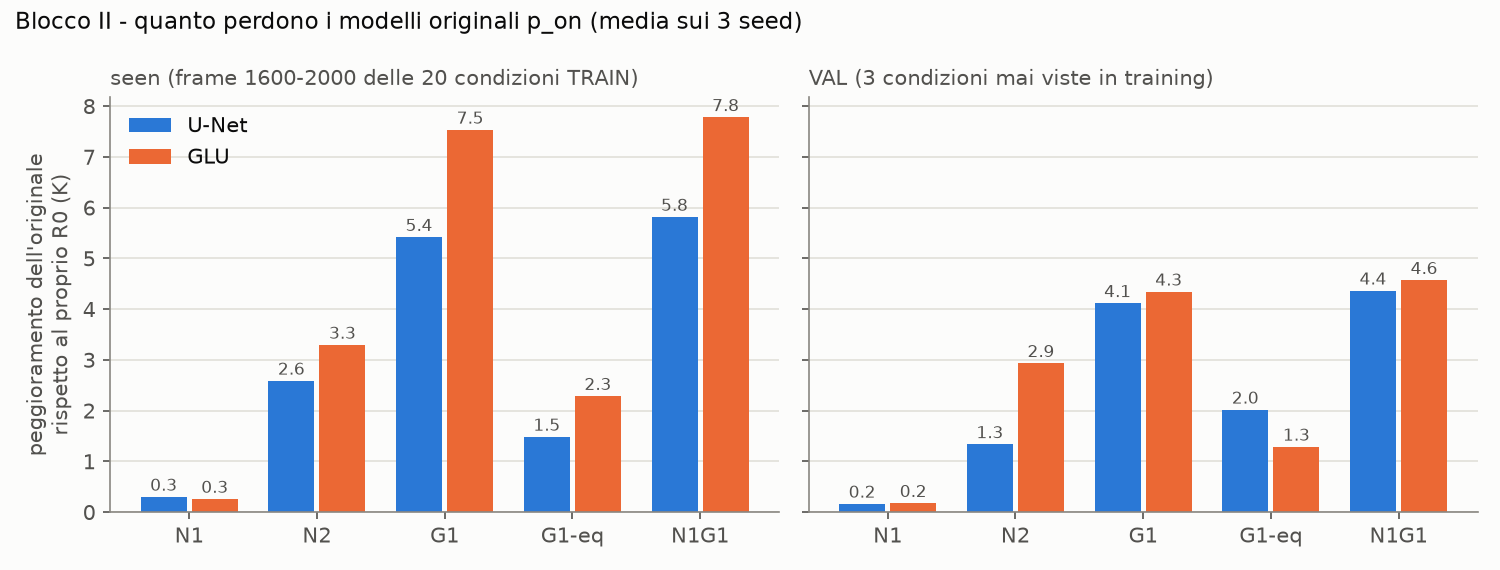 Blocco II - quanto perdono i modelli originali p_on (media sui 3 seed)
seen (frame 1600-2000 delle 20 condizioni TRAIN)
peggioramento dell'originale
rispetto al proprio R0 (K)
8
7
6
5
4
3
2
1
0
U-Net
GLU
0.3
0.3
2.6
3.3
5.4
7.5
1.5
2.3
5.8
7.8
N1
N2
G1
G1-eq
N1G1
VAL (3 condizioni mai viste in training)
0.2
0.2
1.3
2.9
4.1
4.3
2.0
1.3
4.4
4.6
N1
N2
G1
G1-eq
N1G1